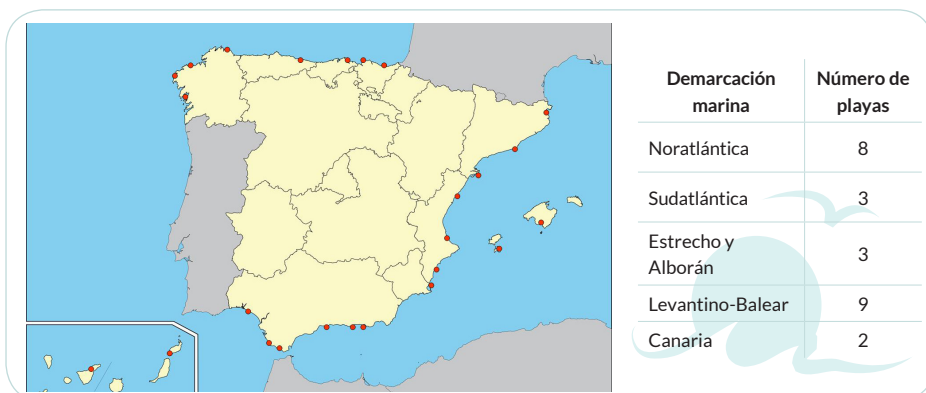 Demarcación marina
Número de playas
Noratlántica 8
Sudatlántica 3
Estrecho y Alborán 3
Levantino-Balear 9
Canaria 2